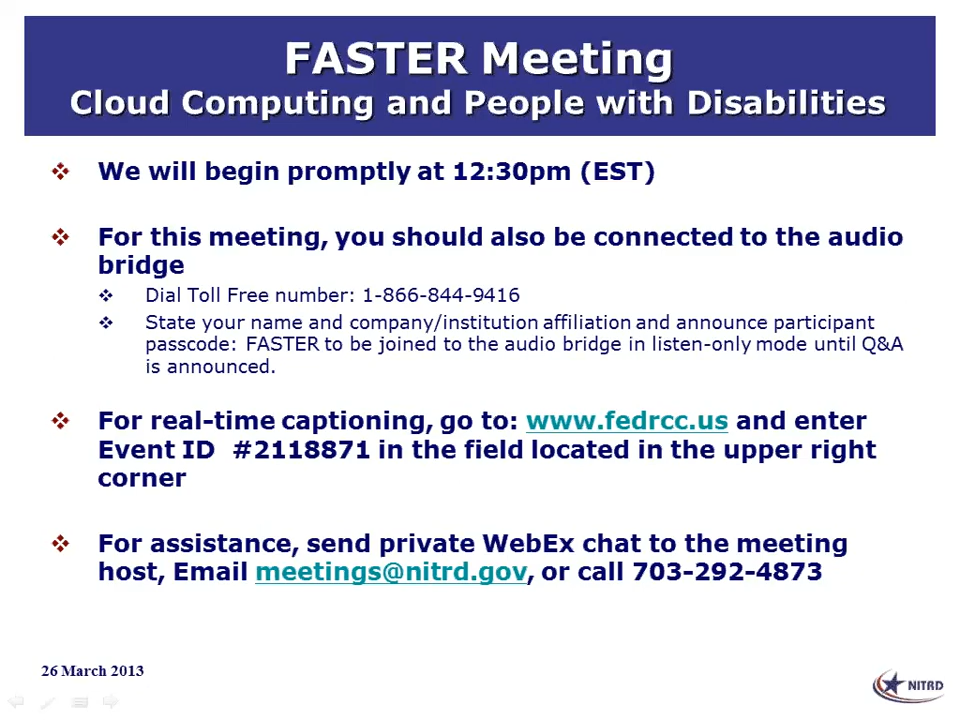 FASTER Meeting
Cloud Computing and People with Disabilities
We will begin promptly at 12:30pm (EST)
For this meeting, you should also be connected to the audio
bridge
Dial Toll Free number: 1-866-844-9416
State your name and company/institution affiliation and announce participant
passcode: FASTER to be joined to the audio bridge in listen-only mode until Q&A
is announced.
For real-time captioning, go to: www.fedrcc.us and enter
Event ID  #2118871 in the field located in the upper right
corner
For assistance, send private WebEx chat to the meeting
host, Email meetings@nitrd.gov, or call 703-292-4873
26 March 2013
NITRD